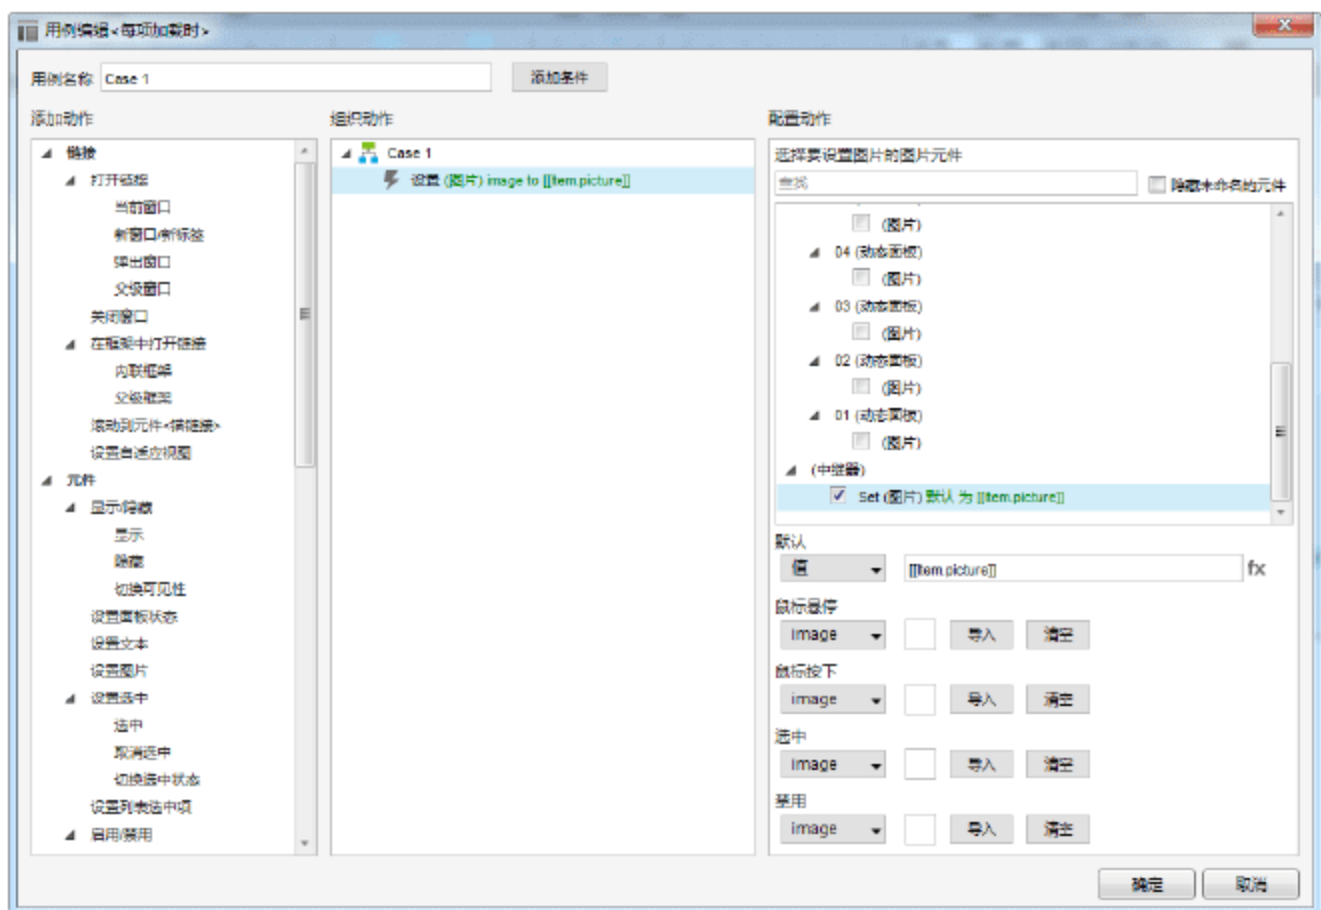 用例编辑<每项加载时>
用例名称 Case 1 添加条件
添加动作
链接
打开链接
当前窗口
新窗口/新标签
弹出窗口
父级窗口
关闭窗口
在框架中打开链接
内联框架
父级框架
滚动到元件<锚链接>
设置自适应视图
元件
显示/隐藏
显示
隐藏
切换可见性
设置面板状态
设置文本
设置图片
设置选中
选中
取消选中
切换选中状态
设置列表选中项
启用/禁用
组织动作
Case 1
设置 (图片) image to [[Item.picture]]
配置动作
选择要设置图片的图片元件
查找 隐藏未命名的元件
(图片)
04 (动态面板)
(图片)
03 (动态面板)
(图片)
02 (动态面板)
(图片)
01 (动态面板)
(图片)
(中继器)
Set (图片) 默认 为 [[Item.picture]]
默认
值 [[Item.picture]] fx
鼠标悬停
image 导入 清空
鼠标按下
image 导入 清空
选中
image 导入 清空
禁用
image 导入 清空
确定 取消